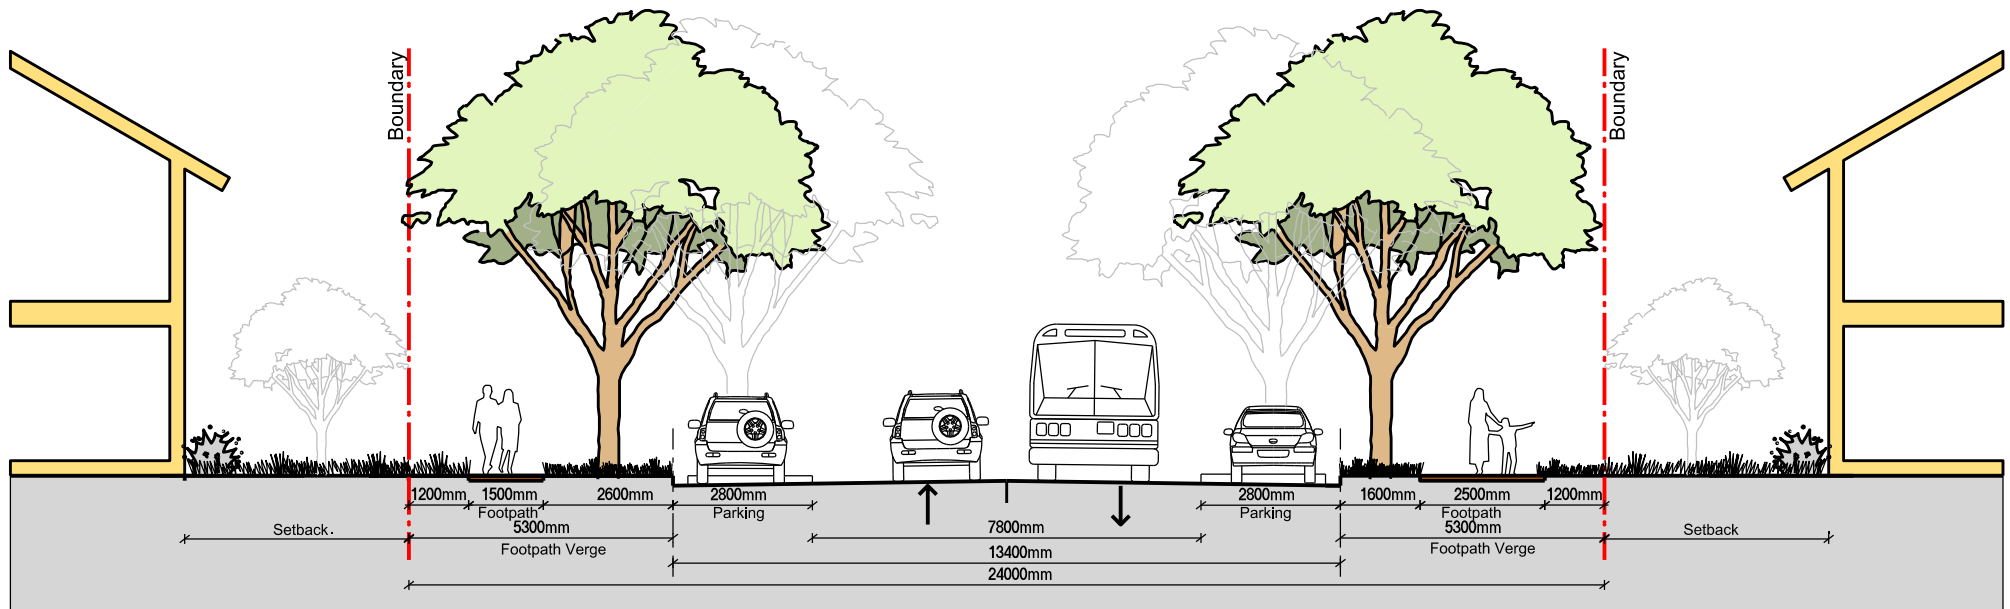 Boundary
Boundary
1200mm 1500mm 2600mm 2800mm 2800mm 1600mm 2500mm 1200mm
Footpath Parking Parking Footpath
Setback. 5300mm 7800mm 5300mm Setback
Footpath Verge 13400mm Footpath Verge
24000mm